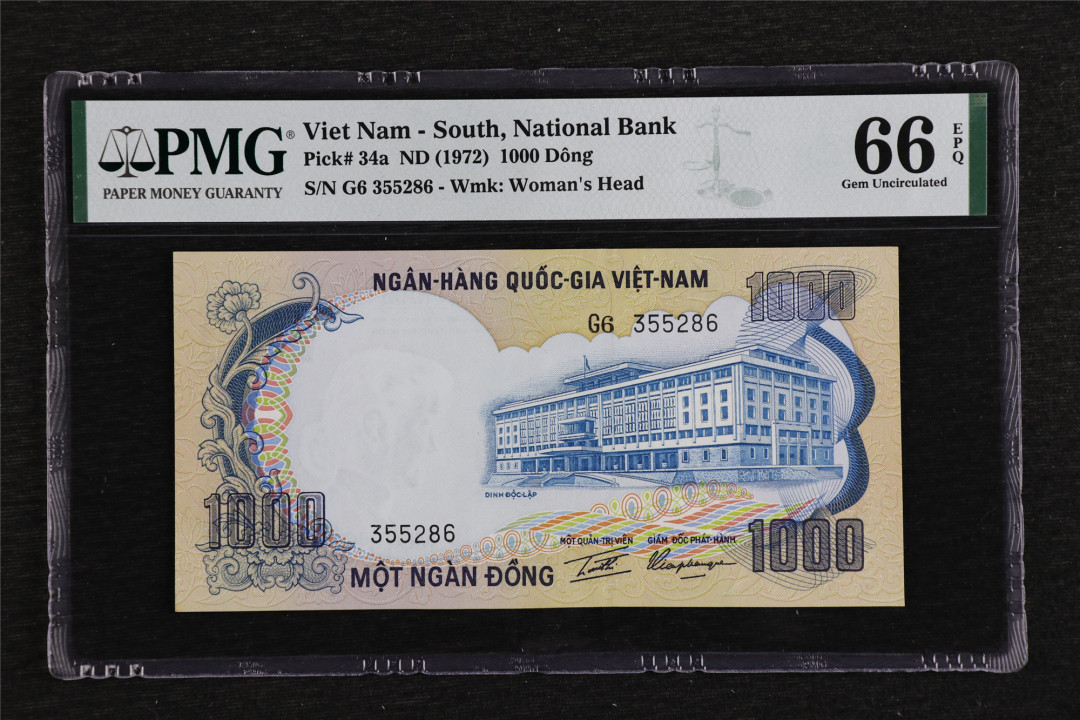 PMG®
PAPER MONEY GUARANTY
Viet Nam - South, National Bank
Pick# 34a ND (1972) 1000 Dông
S/N G6 355286 - Wmk: Woman's Head
66
EPQ
Gem Uncirculated
NGÂN-HÀNG QUỐC-GIA VIỆT-NAM
1000
G6 355286
DINH ĐỘC-LẬP
1000
355286
MỘT QUẢN-TRỊ-VIÊN GIÁM ĐỐC PHÁT-HÀNH
1000
MỘT NGÀN ĐỒNG